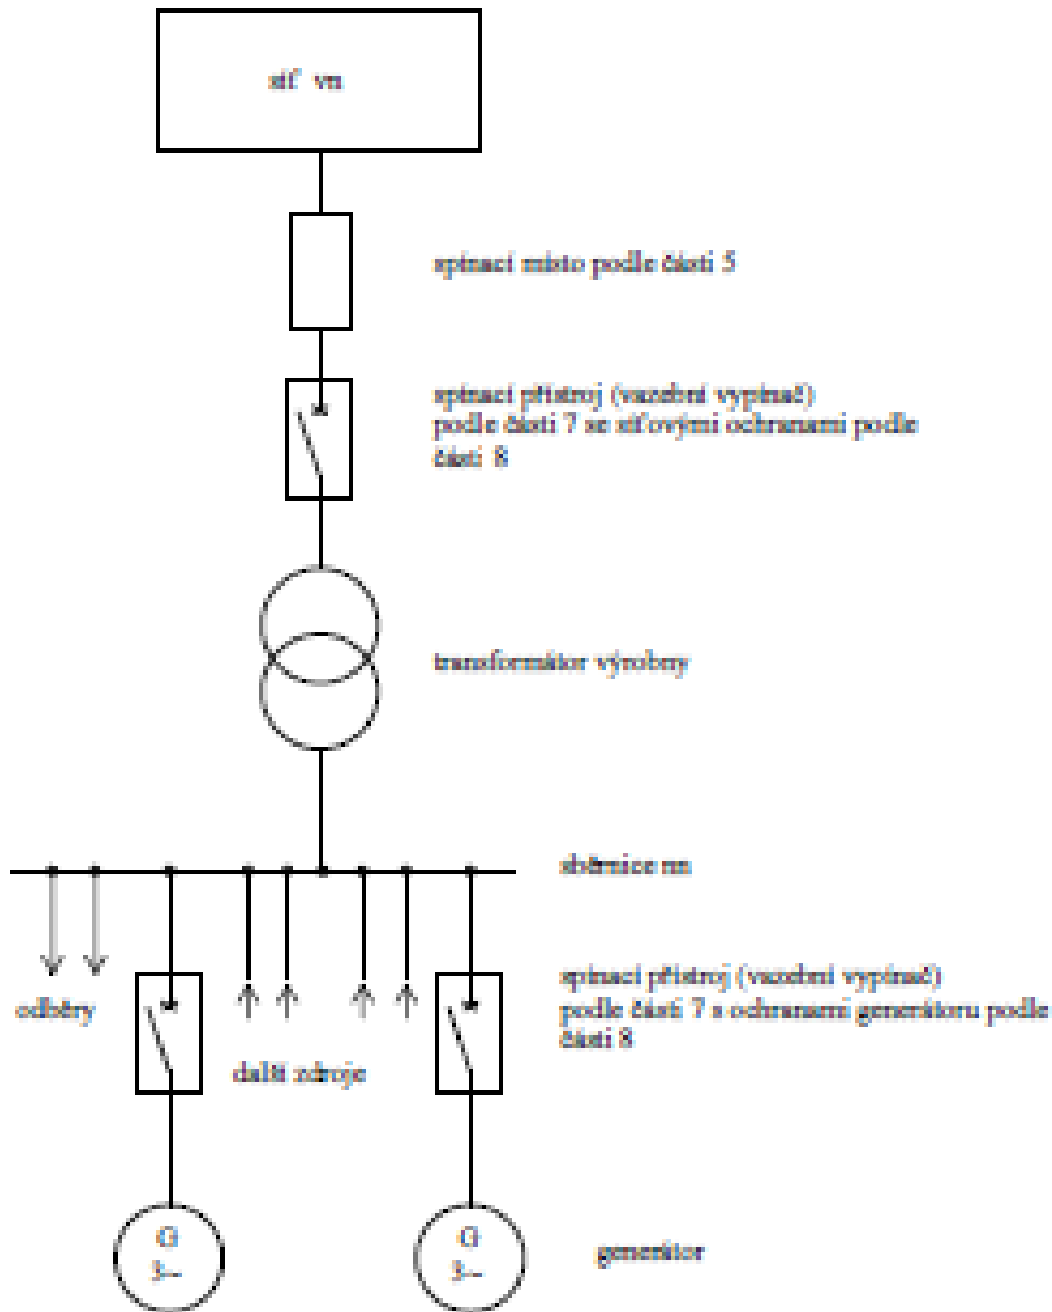 síť vn
spínací místo podle části 5
spínací přístroj (vazební vypínač)
podle části 7 se síťovými ochranami podle
části 8
transformátor výrobny
sběrnice nn
spínací přístroj (vazební vypínač)
podle části 7 s ochranami generátoru podle
části 8
odběry
další zdroje
G
3~
G
3~
generátor